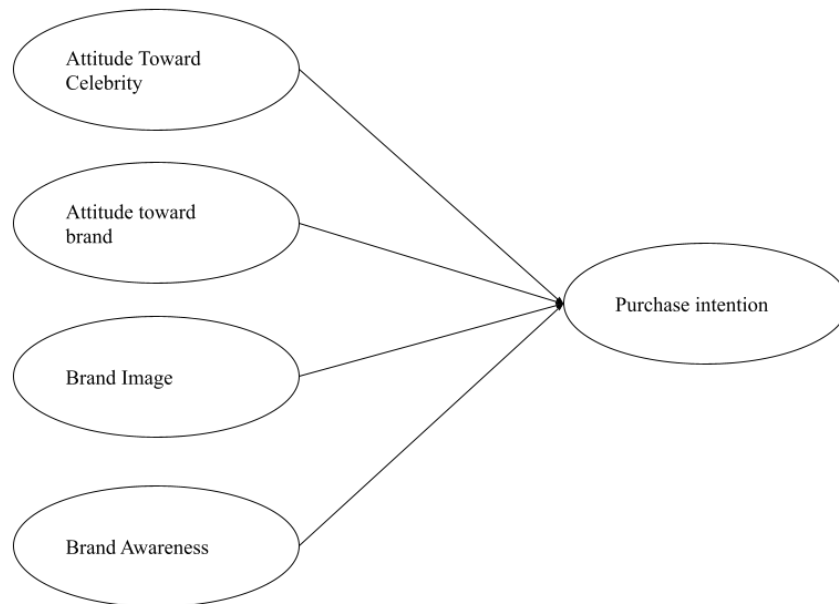 Attitude Toward
Celebrity
Attitude toward
brand
Purchase intention
Brand Image
Brand Awareness